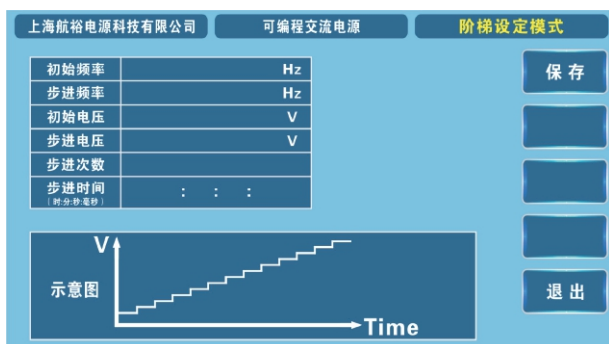 上海航裕电源科技有限公司 可编程交流电源 阶梯设定模式
初始频率 Hz
步进频率 Hz
初始电压 V
步进电压 V
步进次数
步进时间 : : :
(时:分:秒:毫秒)
保存
V
示意图
Time
退出